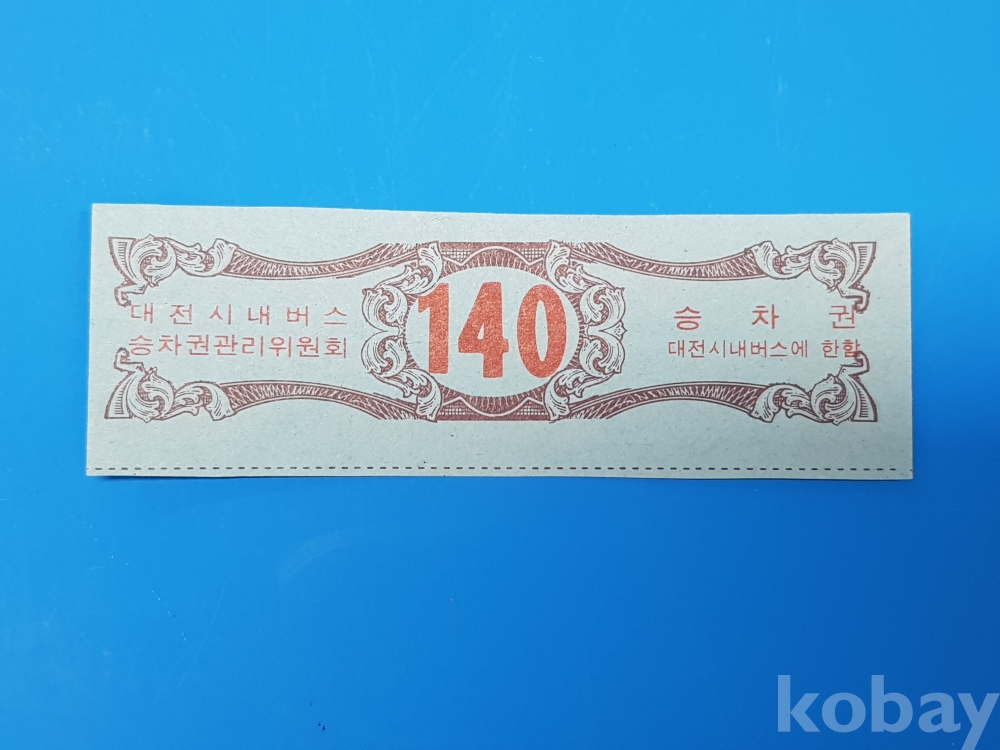 대전시내버스
승차권관리위원회
140
승차권
대전시내버스에 한함
kobay